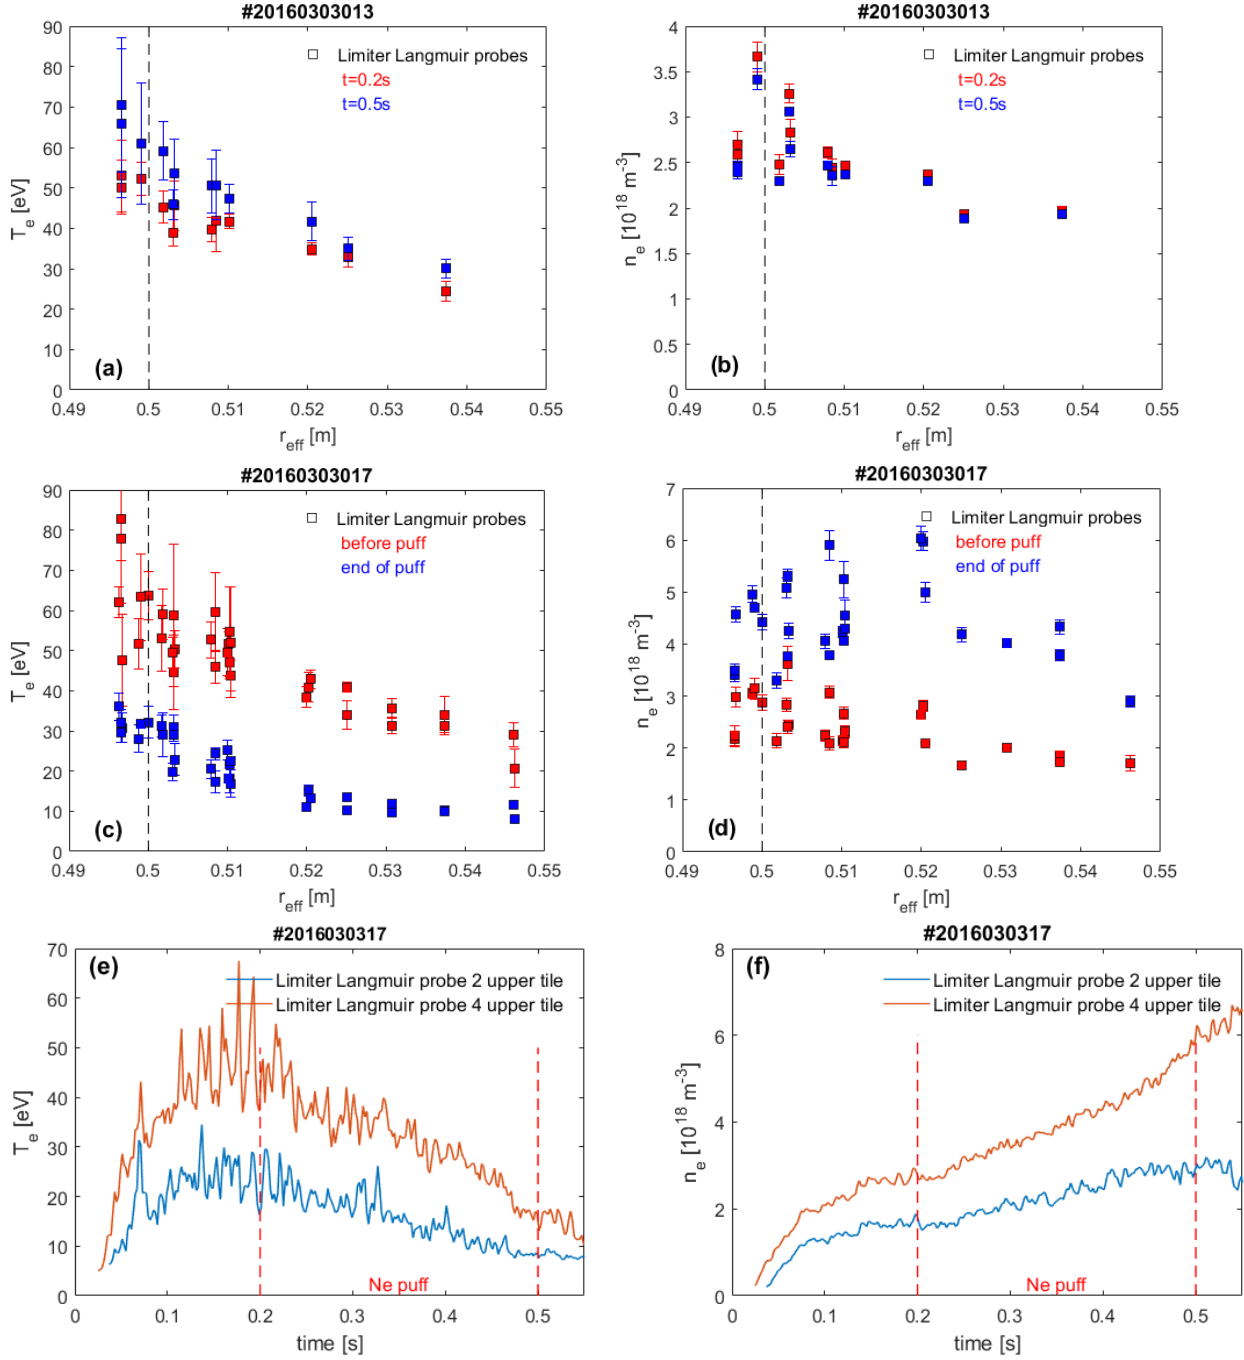 #20160303013
90
80
70
60
50
40
30
20
10
0
T_e [eV]
Limiter Langmuir probes
t=0.2s
t=0.5s
(a)
0.49 0.5 0.51 0.52 0.53 0.54 0.55
r_eff [m]
#20160303013
4
3.5
3
2.5
2
1.5
1
0.5
0
n_e [10^18 m^-3]
Limiter Langmuir probes
t=0.2s
t=0.5s
(b)
0.49 0.5 0.51 0.52 0.53 0.54 0.55
r_eff [m]
#20160303017
90
80
70
60
50
40
30
20
10
0
T_e [eV]
Limiter Langmuir probes
before puff
end of puff
(c)
0.49 0.5 0.51 0.52 0.53 0.54 0.55
r_eff [m]
#20160303017
7
6
5
4
3
2
1
0
n_e [10^18 m^-3]
Limiter Langmuir probes
before puff
end of puff
(d)
0.49 0.5 0.51 0.52 0.53 0.54 0.55
r_eff [m]
#2016030317
70
60
50
40
30
20
10
0
T_e [eV]
(e)
Limiter Langmuir probe 2 upper tile
Limiter Langmuir probe 4 upper tile
Ne puff
0 0.1 0.2 0.3 0.4 0.5
time [s]
#2016030317
8
6
4
2
0
n_e [10^18 m^-3]
(f)
Limiter Langmuir probe 2 upper tile
Limiter Langmuir probe 4 upper tile
Ne puff
0 0.1 0.2 0.3 0.4 0.5
time [s]